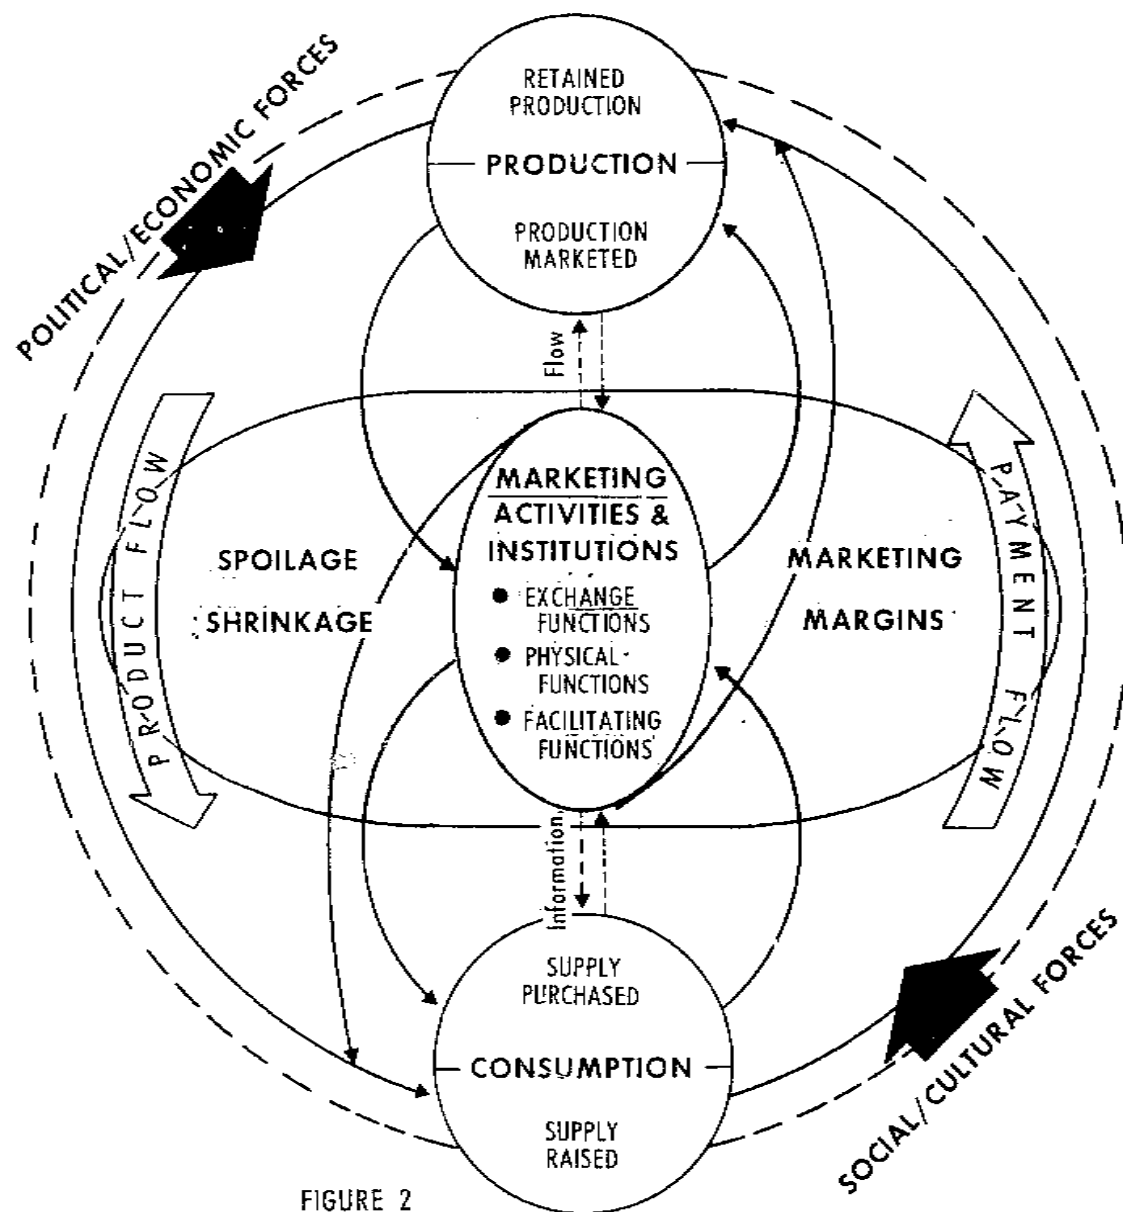 POLITICAL/ECONOMIC FORCES
RETAINED
PRODUCTION
PRODUCTION
PRODUCTION
MARKETED
Flow
PRODUCT FLOW
SPOILAGE
SHRINKAGE
MARKETING
ACTIVITIES &
INSTITUTIONS
● EXCHANGE
FUNCTIONS
● PHYSICAL
FUNCTIONS
● FACILITATING
FUNCTIONS
MARKETING
MARGINS
PAYMENT FLOW
Information
SUPPLY
PURCHASED
CONSUMPTION
SUPPLY
RAISED
SOCIAL/CULTURAL FORCES
FIGURE 2